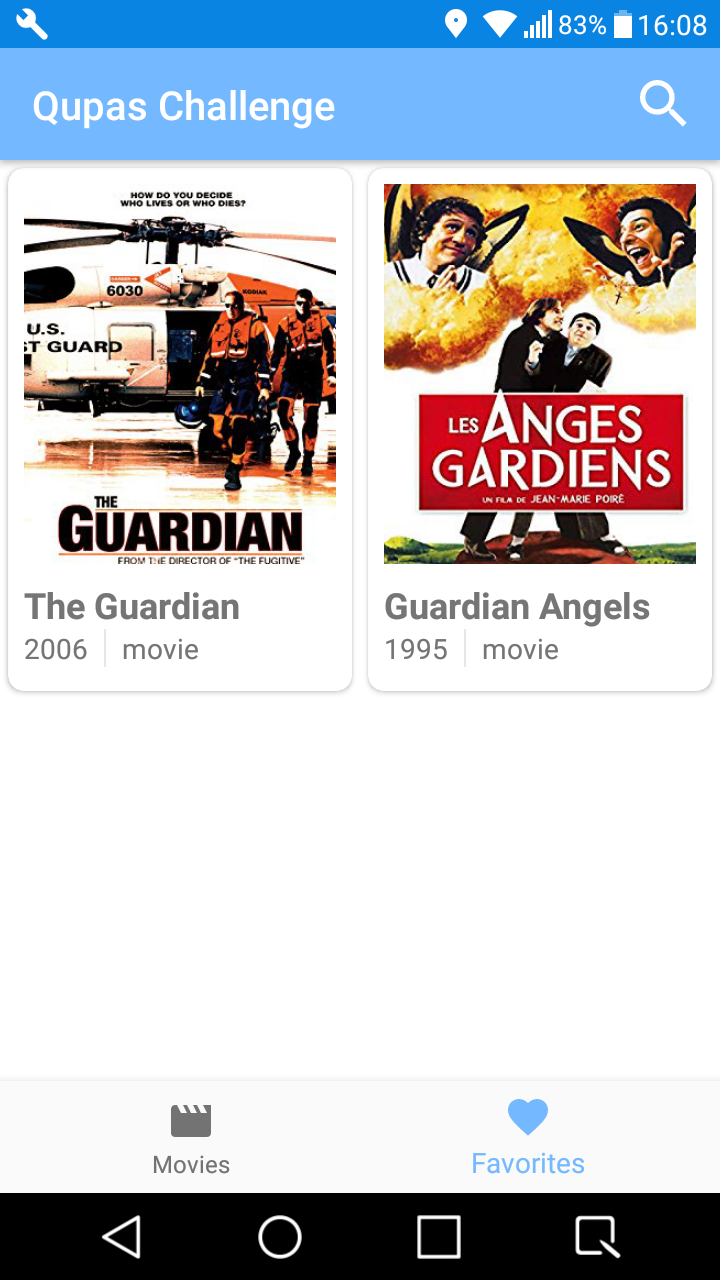 83% 16:08
Qupas Challenge
HOW DO YOU DECIDE
WHO LIVES OR WHO DIES?
6030
KODIAK
U.S.
ST GUARD
THE
GUARDIAN
FROM THE DIRECTOR OF "THE FUGITIVE"
LES ANGES
GARDIENS
UN FILM DE JEAN-MARIE POIRÉ
The Guardian
2006 movie
Guardian Angels
1995 movie
Movies
Favorites